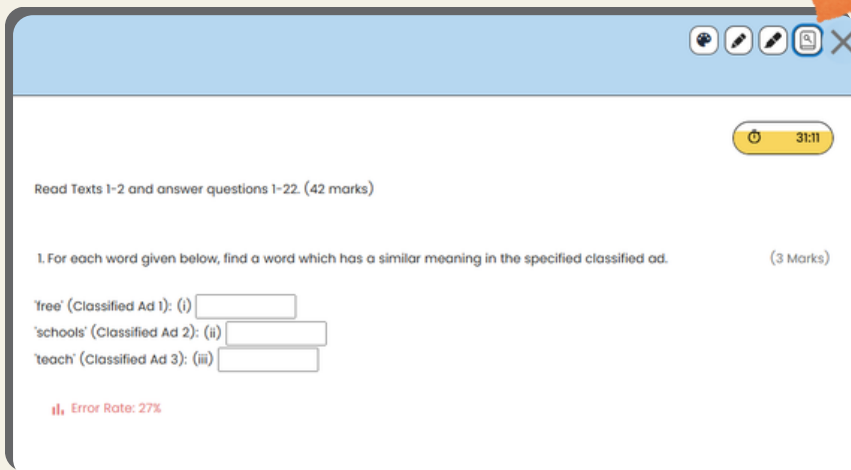 31:11
Read Texts 1-2 and answer questions 1-22. (42 marks)
1. For each word given below, find a word which has a similar meaning in the specified classified ad. (3 Marks)
'free' (Classified Ad 1): (i)
'schools' (Classified Ad 2): (ii)
'teach' (Classified Ad 3): (iii)
Error Rate: 27%